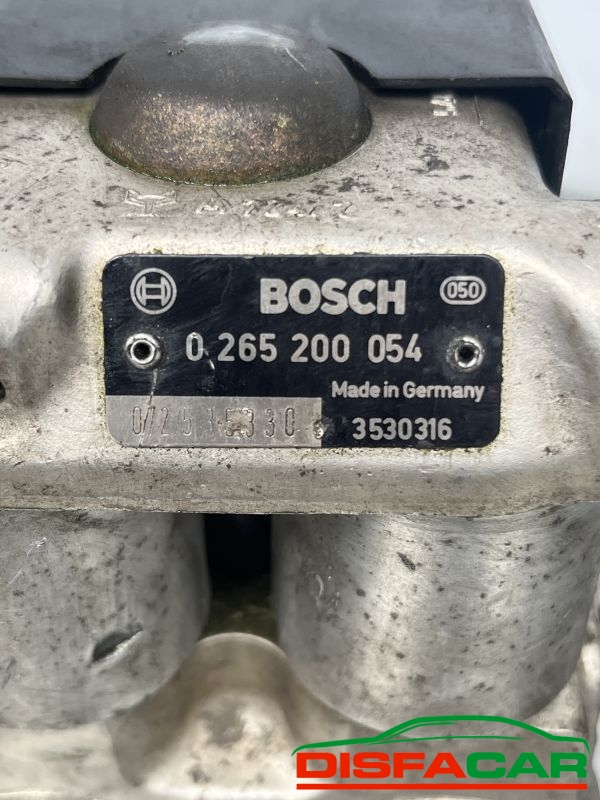 BOSCH 050
0 265 200 054
Made in Germany
3530316
DISFACAR